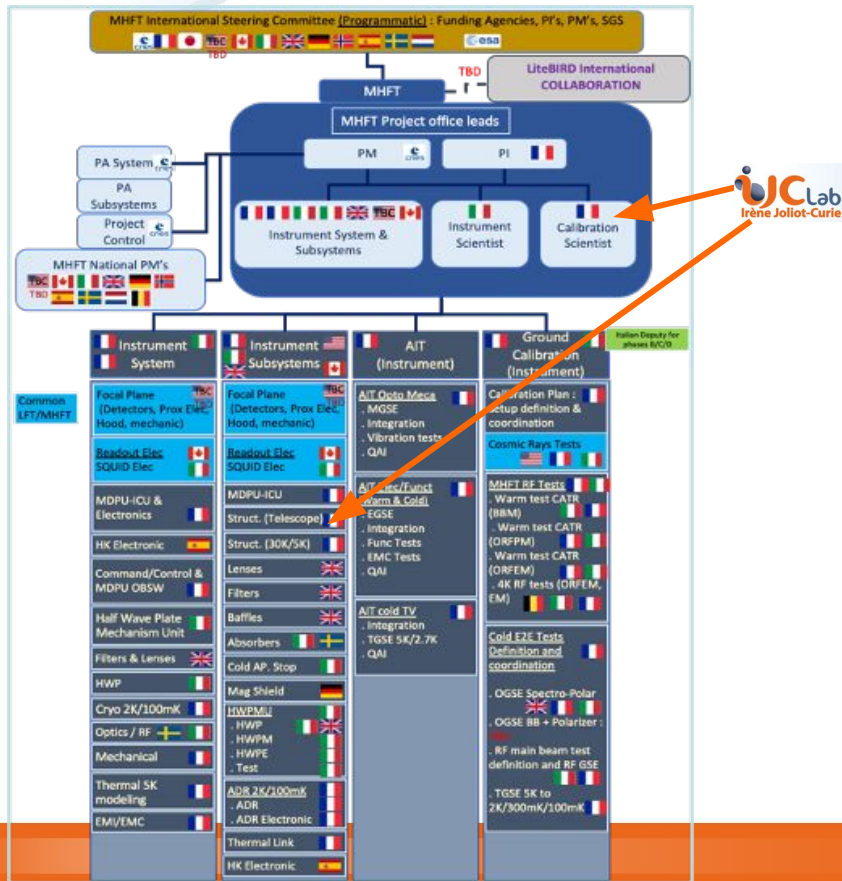 MHFT International Steering Committee (Programmatic) : Funding Agencies, PI's, PM's, SGS
cnes
TBC
TBD
esa
TBD
LiteBIRD International
COLLABORATION
MHFT
MHFT Project office leads
PM
cnes
PI
PA System
cnes
PA
Subsystems
Project
Control
cnes
MHFT National PM's
TBC
TBD
TBC
Instrument System &
Subsystems
Instrument
Scientist
Calibration
Scientist
iJCLab
Irène Joliot-Curie
Common
LFT/MHFT
Instrument
System
Focal Plane
(Detectors, Prox Elec,
Hood, mechanic)
TBC
TBD
Readout Elec
SQUID Elec
MDPU-ICU &
Electronics
HK Electronic
Command/Control &
MDPU OBSW
Half Wave Plate
Mechanism Unit
Filters & Lenses
HWP
Cryo 2K/100mK
Optics / RF
Mechanical
Thermal 5K
modeling
EMI/EMC
Instrument
Subsystems
Focal Plane
(Detectors, Prox Elec,
Hood, mechanic)
TBC
TBD
Readout Elec
SQUID Elec
MDPU-ICU
Struct. (Telescope)
Struct. (30K/5K)
Lenses
Filters
Baffles
Absorbers
Cold AP. Stop
Mag Shield
HWPMU
. HWP
. HWPM
. HWPE
. Test
ADR 2K/100mK
. ADR
. ADR Electronic
Thermal Link
HK Electronic
AIT
(Instrument)
AIT Opto Meca
. MGSE
. Integration
. Vibration tests
. QAI
AIT Elec/Funct
(Warm & Cold)
. EGSE
. Integration
. Func Tests
. EMC Tests
. QAI
AIT cold TV
. Integration
. TGSE 5K/2.7K
. QAI
Ground
Calibration
(Instrument)
Italian Deputy for
phases B/C/D
Calibration Plan :
setup definition &
coordination
Cosmic Rays Tests
MHFT RF Tests
. Warm test CATR
(BBM)
. Warm test CATR
(ORFPM)
. Warm test CATR
(ORFEM)
. 4K RF tests (ORFEM,
EM)
Cold E2E Tests
Definition and
coordination
. OGSE Spectro-Polar
. OGSE BB + Polarizer :
. RF main beam test
definition and RF GSE
. TGSE 5K to
2K/300mK/100mK